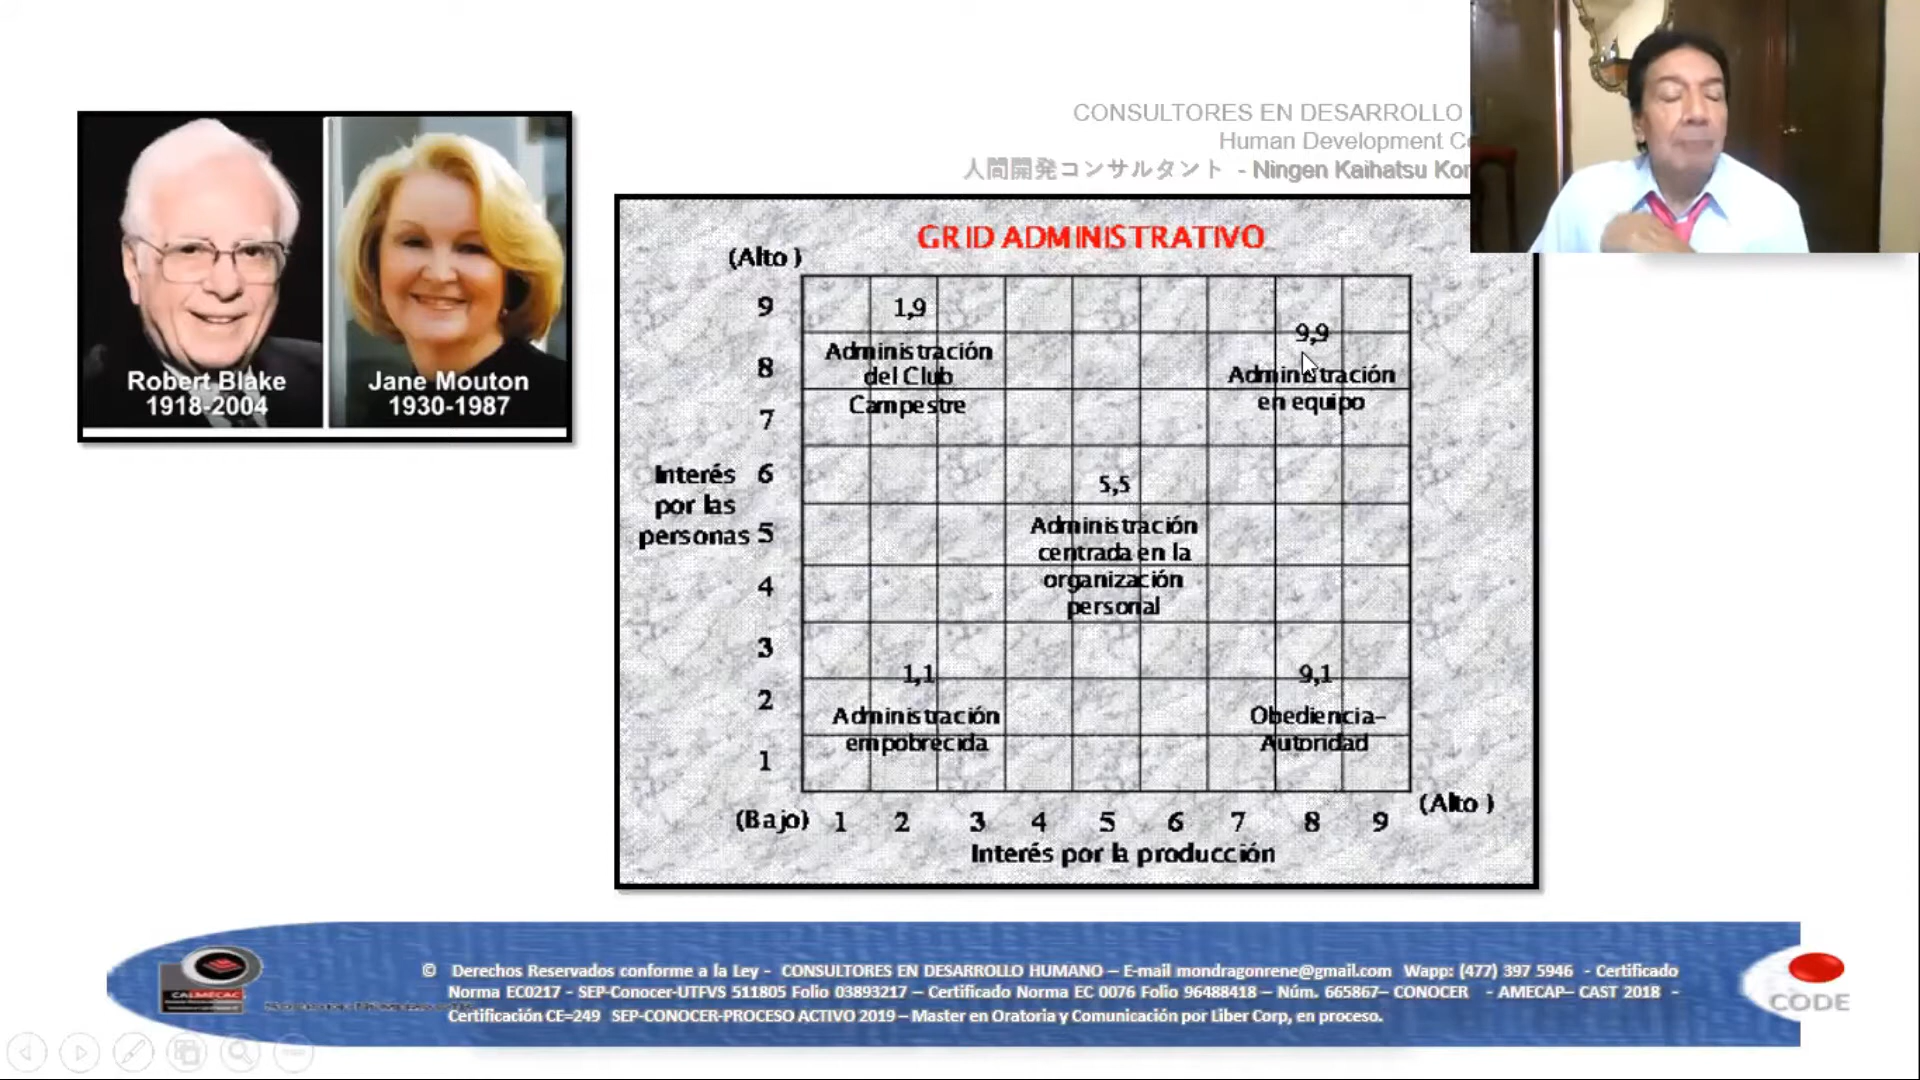 CONSULTORES EN DESARROLLO
Human Development
人間開発コンサルタント - Ningen Kaihatsu
Robert Blake
1918-2004
Jane Mouton
1930-1987
GRID ADMINISTRATIVO
(Alto )
9
8
7
6
5
4
3
2
1
Interés
por las
personas
1,9
Administración
del Club
Campestre
9,9
Administración
en equipo
5,5
Administración
centrada en la
organización
personal
1,1
Administración
empobrecida
9,1
Obediencia-
Autoridad
(Bajo) 1 2 3 4 5 6 7 8 9 (Alto )
Interés por la producción
© Derechos Reservados conforme a la Ley - CONSULTORES EN DESARROLLO HUMANO – E-mail mondragonrene@gmail.com Wapp: (477) 397 5946 - Certificado
Norma EC0217 - SEP-Conocer-UTFVS 511805 Folio 03893217 – Certificado Norma EC 0076 Folio 96488418 – Núm. 665867– CONOCER - AMECAP– CAST 2018 -
Certificación CE=249 SEP-CONOCER-PROCESO ACTIVO 2019 – Master en Oratoria y Comunicación por Liber Corp, en proceso.
CALMECAC
CODE